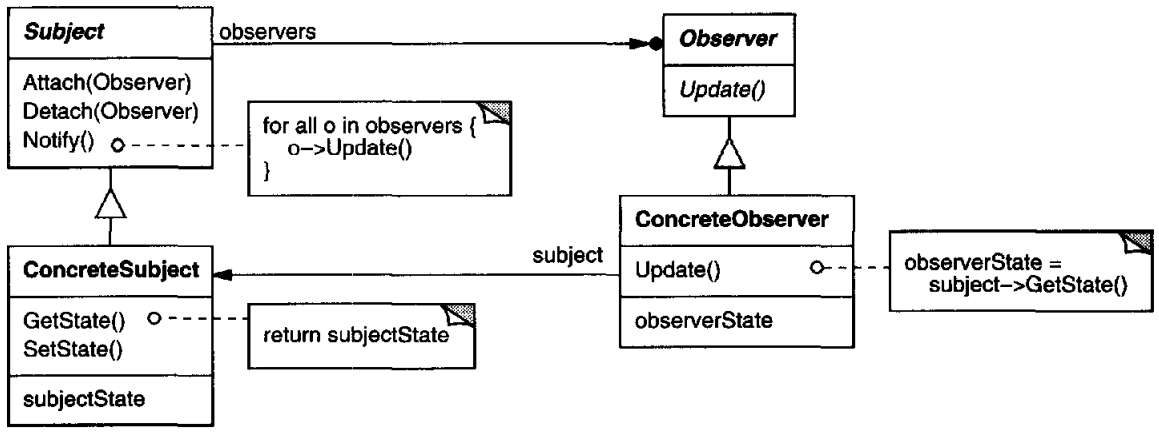 Subject
observers
Attach(Observer)
Detach(Observer)
Notify()
for all o in observers {
o–>Update()
}
Observer
Update()
ConcreteSubject
GetState()
SetState()
subjectState
return subjectState
subject
ConcreteObserver
Update()
observerState
observerState =
subject–>GetState()